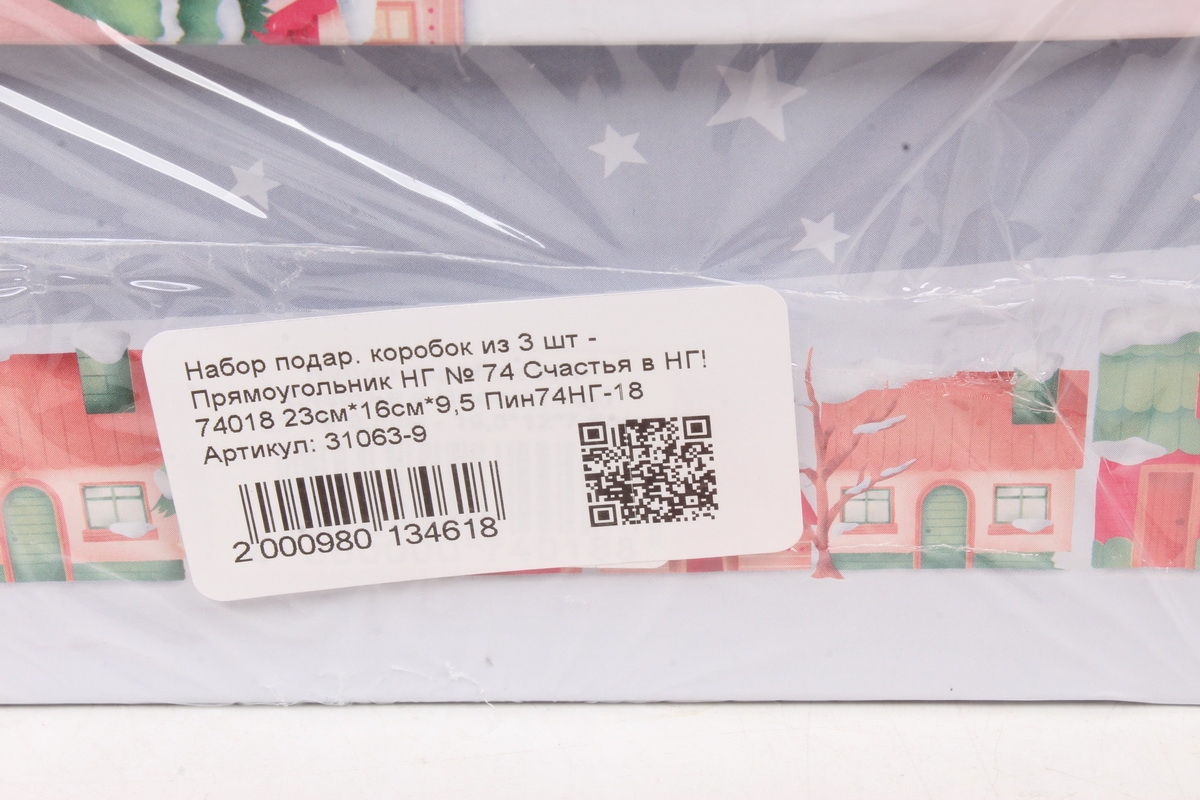 Набор подар. коробок из 3 шт -
Прямоугольник НГ № 74 Счастья в НГ!
74018 23см*16см*9,5 Пин74НГ-18
Артикул: 31063-9
2 000980 134618